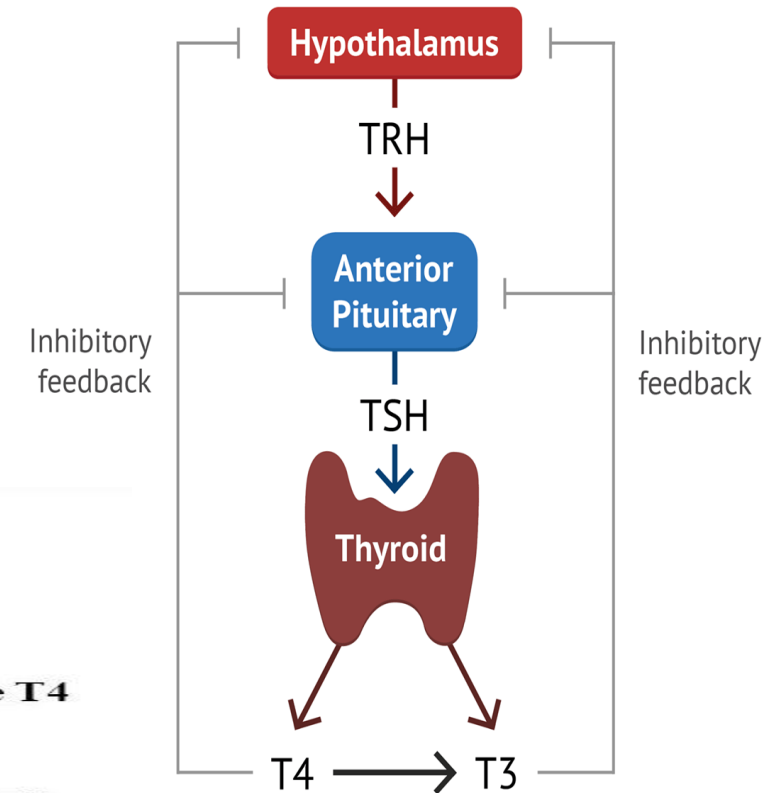 Hypothalamus
TRH
Anterior
Pituitary
Inhibitory
feedback
Inhibitory
feedback
TSH
Thyroid
T4
T4
T3